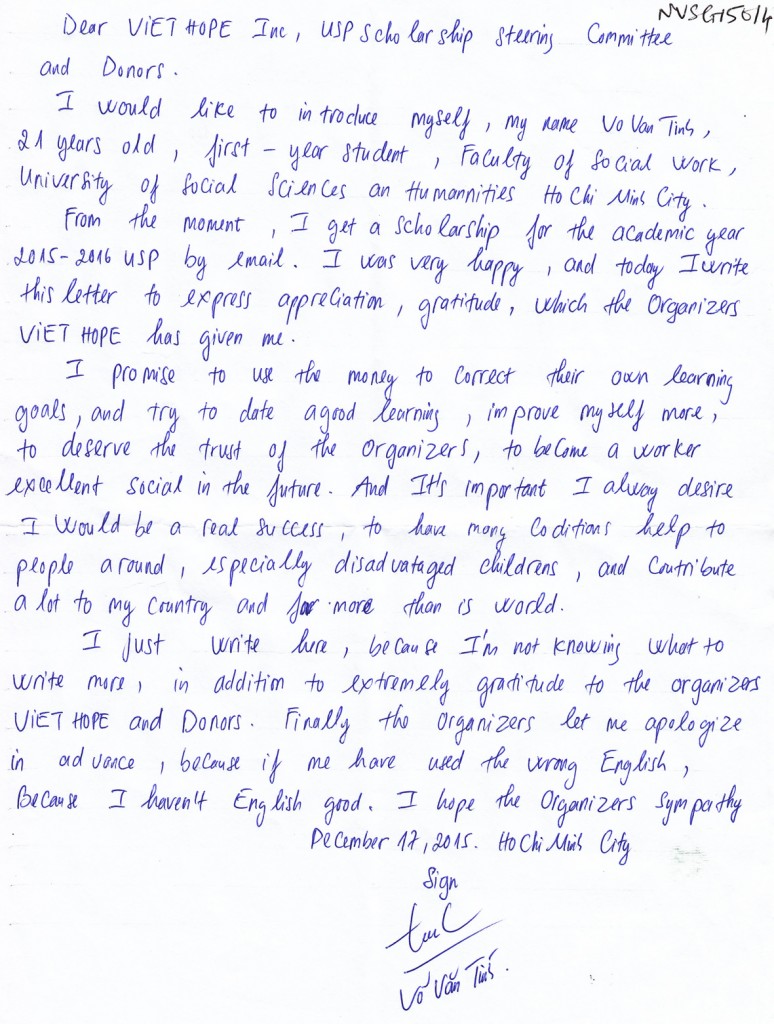 NVSG1514
Dear ViET HOPE Inc, USP scholarship steering Committee
and Donors.
I would like to introduce myself, my name Vo Van Tinh,
21 years old, first-year student, Faculty of Social Work,
University of Social Sciences an Humannities Ho Chi Minh City.
From the moment, I get a scholarship for the academic year
2015-2016 USP by email. I was very happy, and today I write
this letter to express appreciation, gratitude, which the Organizers
ViET HOPE has given me.
I promise to use the money to correct their own learning
goals, and try to date a good learning, improve myself more,
to deserve the trust of the Organizers, to become a worker
excellent social in the future. And It's important I alway desire
I would be a real success, to have many Coditions help to
people around, especially disadvataged childrens, and Contribute
a lot to my country and for more than is world.
I just write here, because I'm not knowing what to
write more, in addition to extremely gratitude to the organizers
ViET HOPE and Donors. Finally the Organizers let me apologize
in advance, because if me have used the wrong English,
Because I haven't English good. I hope the Organizers sympathy
December 17, 2015. Ho Chi Minh City
Sign
Võ Văn Tính.